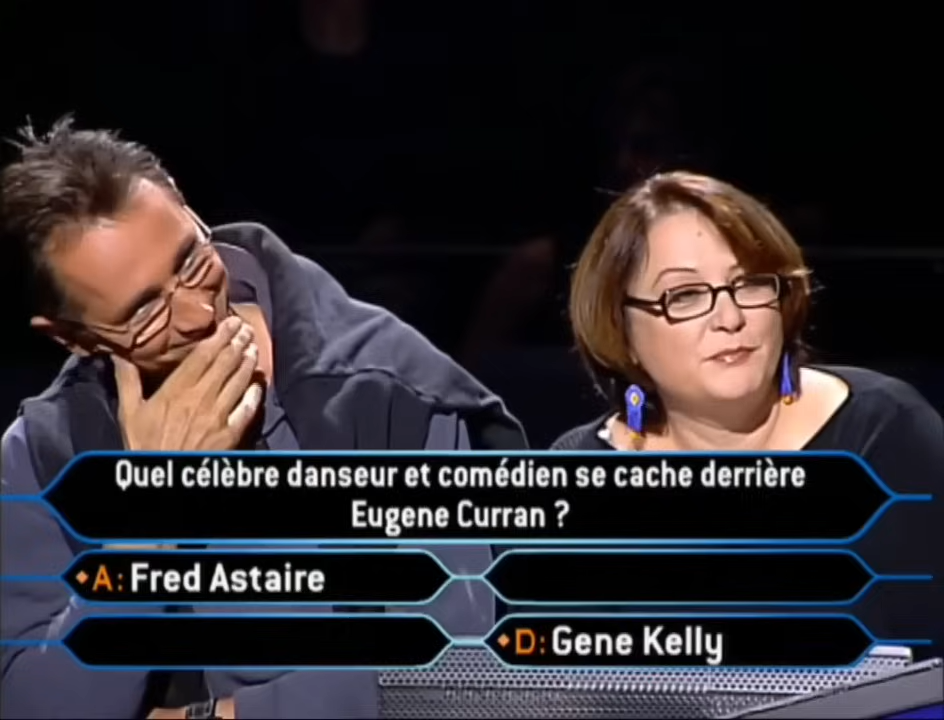 Quel célèbre danseur et comédien se cache derrière
Eugene Curran ?
A: Fred Astaire
D: Gene Kelly